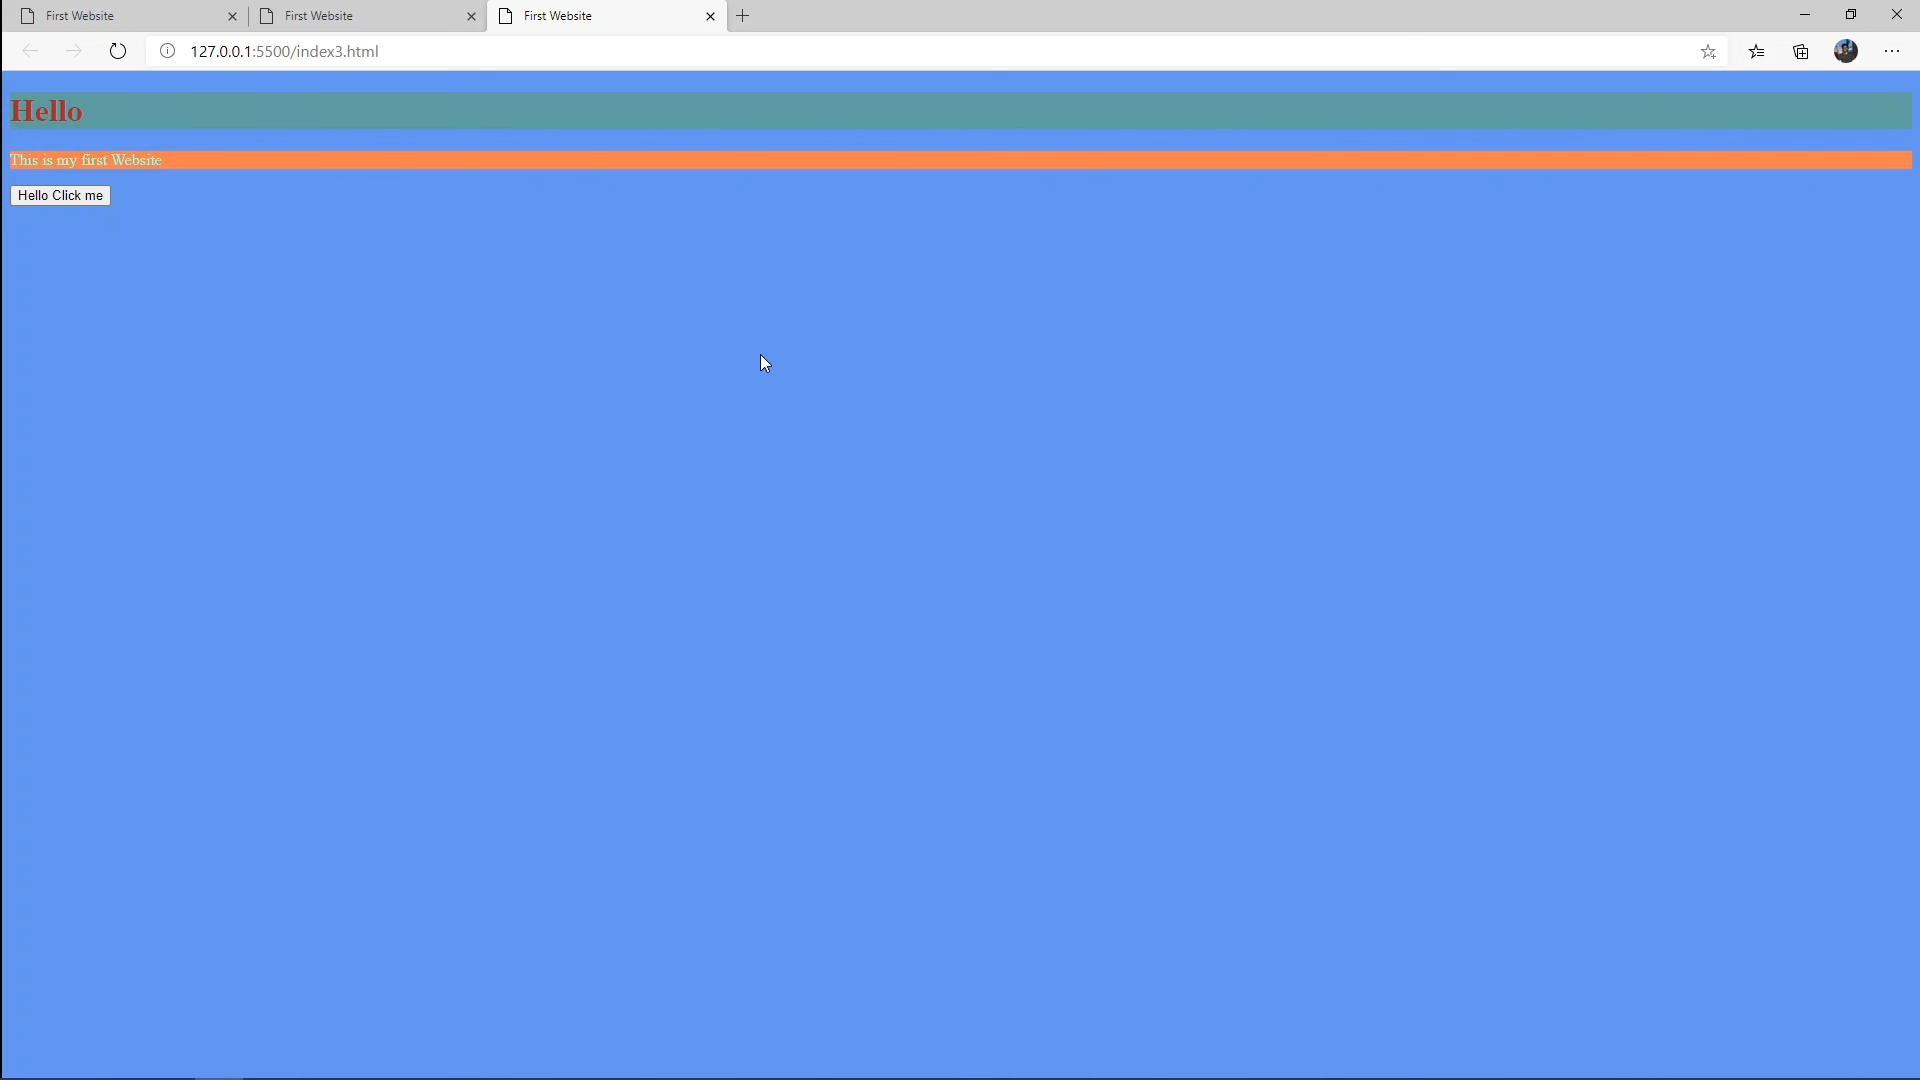 First Website
First Website
First Website
127.0.0.1:5500/index3.html
Hello
This is my first Website
Hello Click me